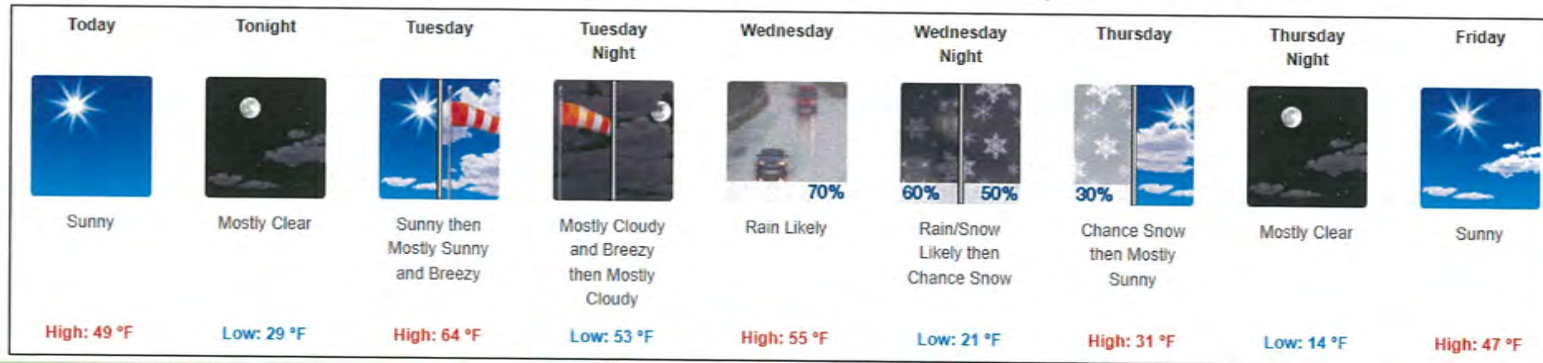 Today
Tonight
Tuesday
Tuesday
Night
Wednesday
Wednesday
Night
Thursday
Thursday
Night
Friday
70%
60% 50%
30%
Sunny
Mostly Clear
Sunny then
Mostly Sunny
and Breezy
Mostly Cloudy
and Breezy
then Mostly
Cloudy
Rain Likely
Rain/Snow
Likely then
Chance Snow
Chance Snow
then Mostly
Sunny
Mostly Clear
Sunny
High: 49 °F
Low: 29 °F
High: 64 °F
Low: 53 °F
High: 55 °F
Low: 21 °F
High: 31 °F
Low: 14 °F
High: 47 °F